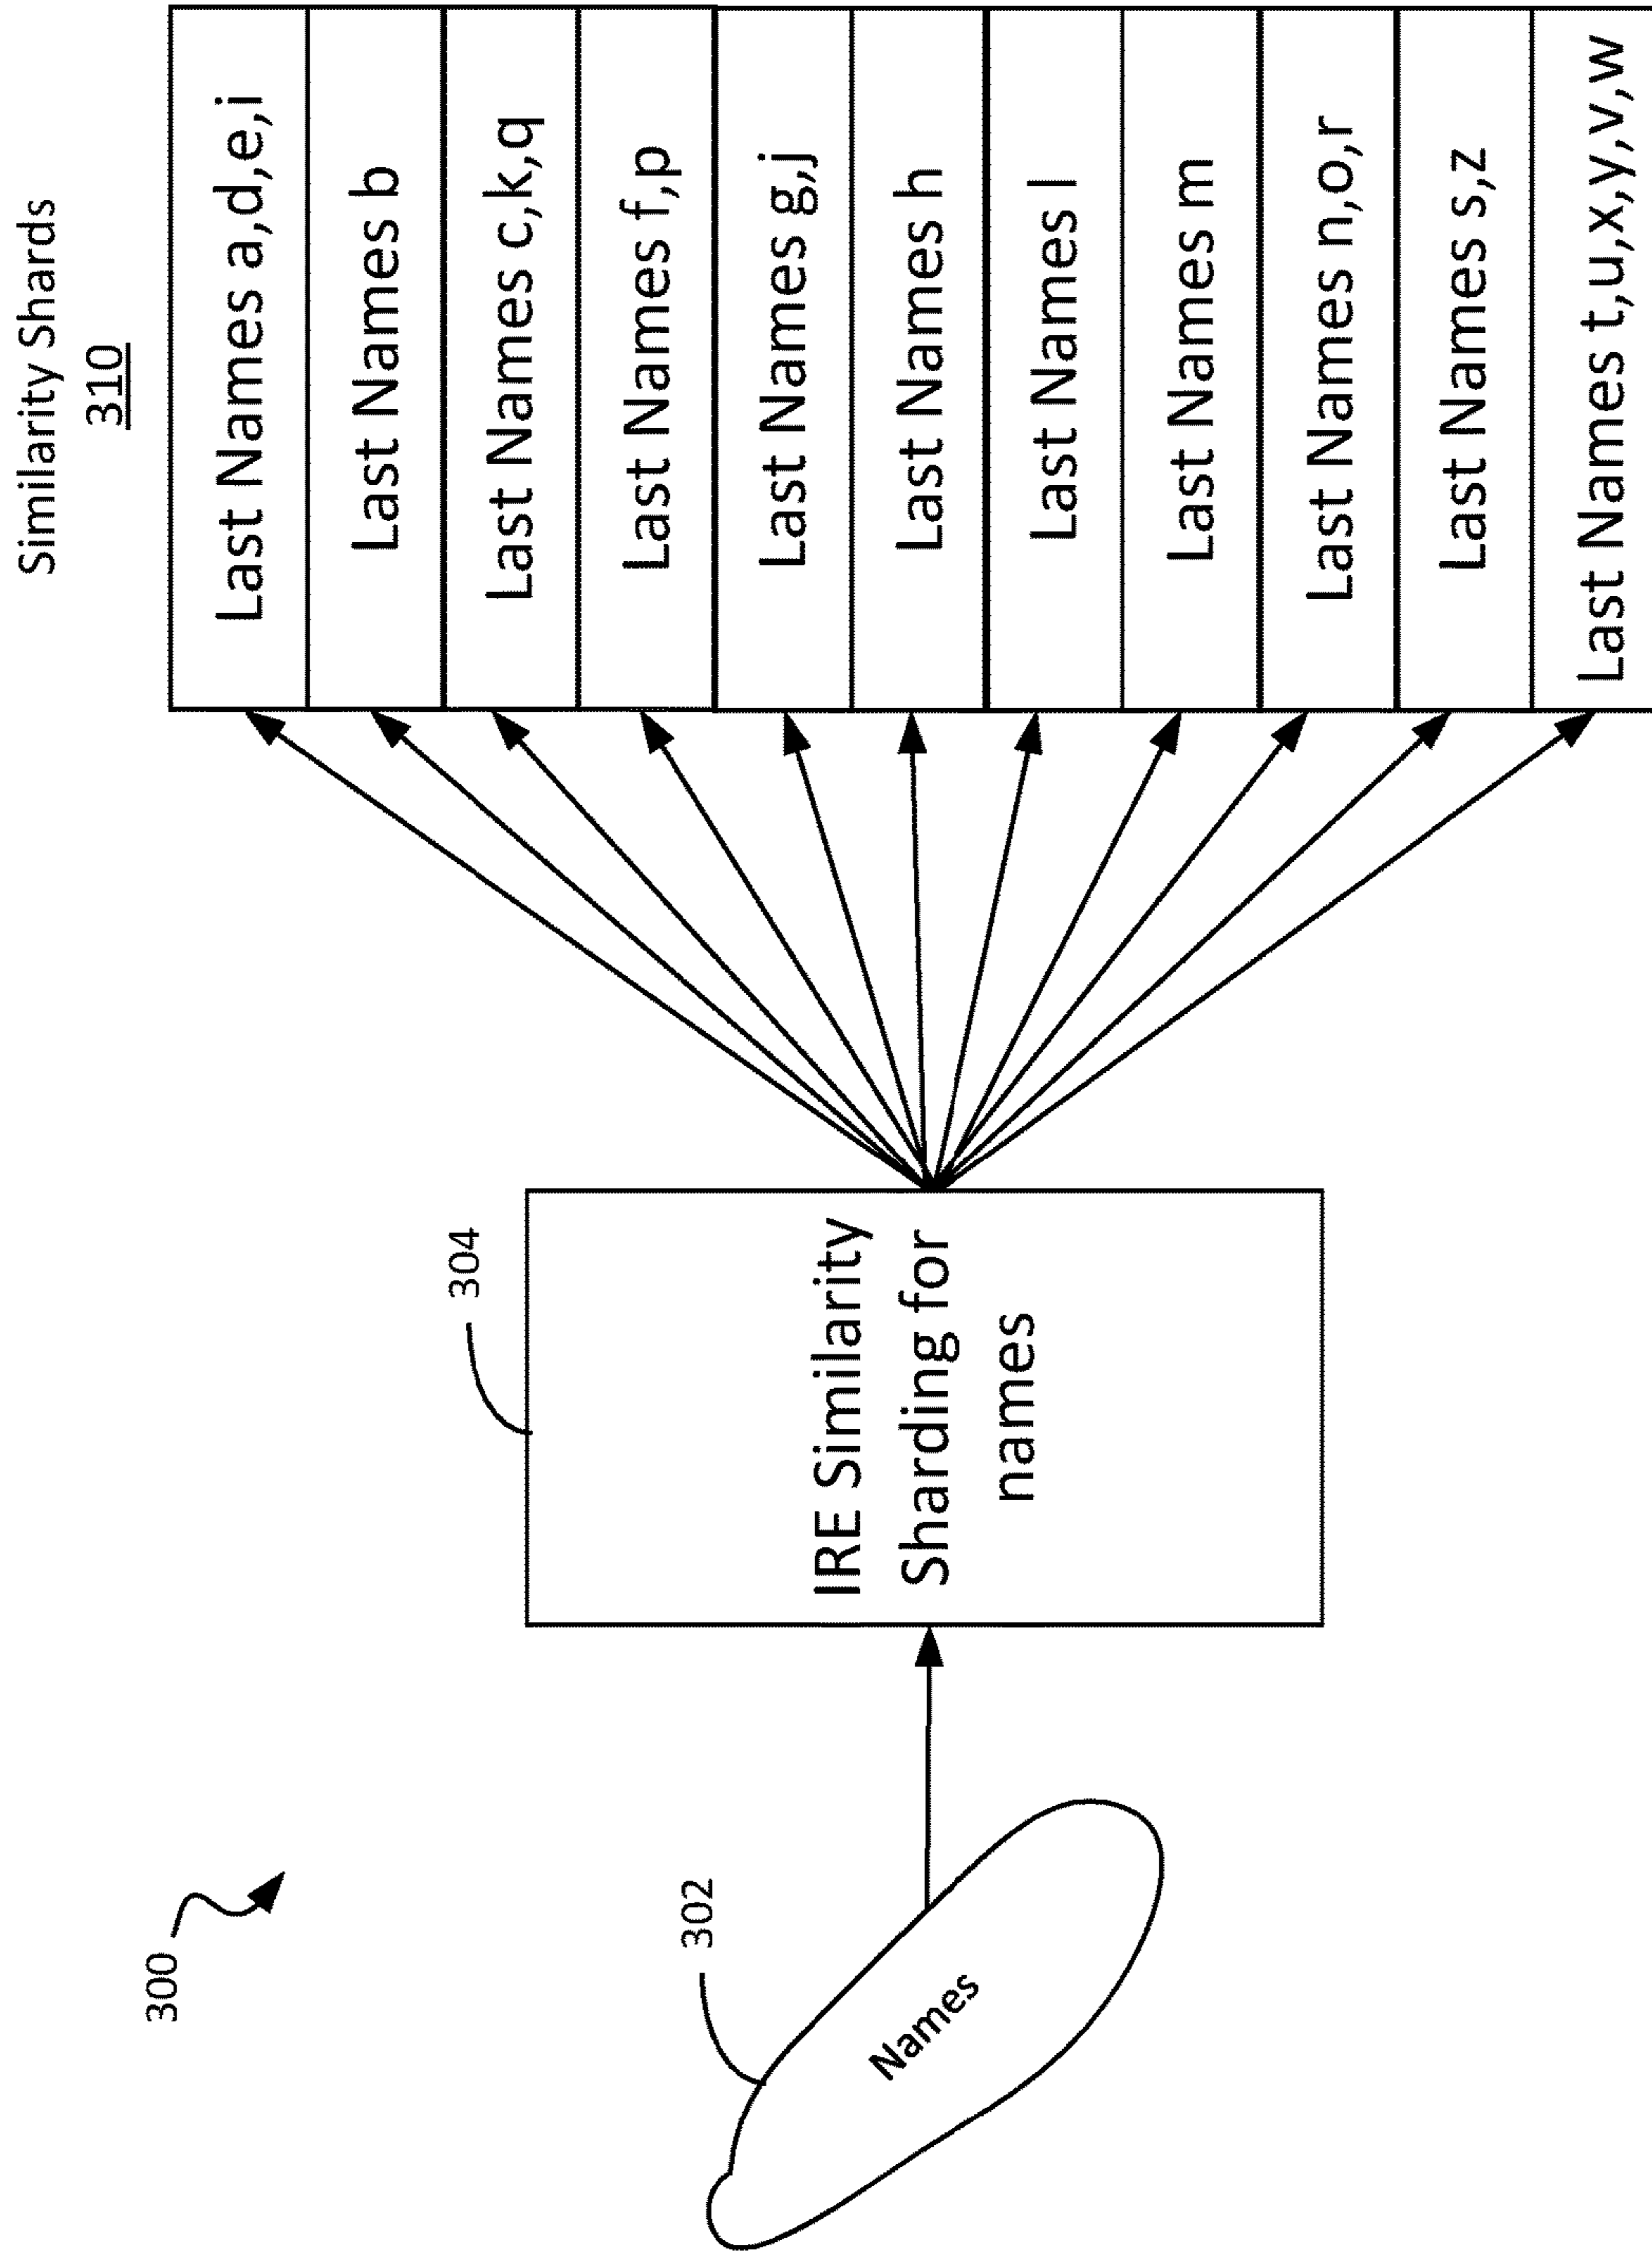 300
302
Names
304
IRE Similarity
Sharding for
names
Similarity Shards
310
Last Names a,d,e,i
Last Names b
Last Names c,k,q
Last Names f,p
Last Names g,j
Last Names h
Last Names l
Last Names m
Last Names n,o,r
Last Names s,z
Last Names t,u,x,y,v,w